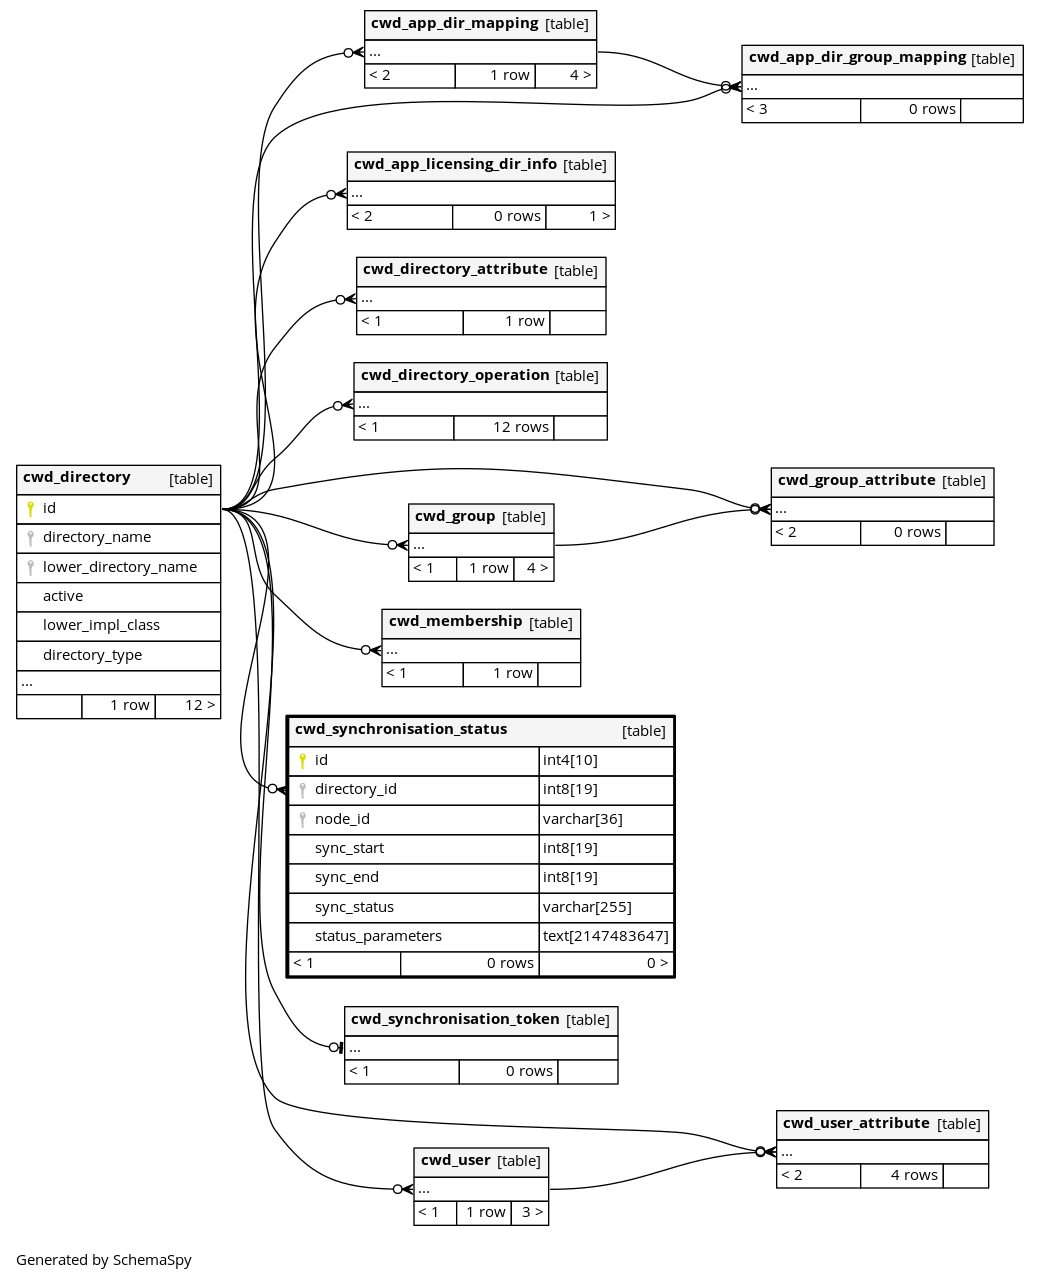 cwd_app_dir_mapping [table]
...
< 2 1 row 4 >
cwd_app_dir_group_mapping [table]
...
< 3 0 rows
cwd_app_licensing_dir_info [table]
...
< 2 0 rows 1 >
cwd_directory_attribute [table]
...
< 1 1 row
cwd_directory_operation [table]
...
< 1 12 rows
cwd_directory [table]
id
directory_name
lower_directory_name
active
lower_impl_class
directory_type
...
1 row 12 >
cwd_group_attribute [table]
...
< 2 0 rows
cwd_group [table]
...
< 1 1 row 4 >
cwd_membership [table]
...
< 1 1 row
cwd_synchronisation_status [table]
id int4[10]
directory_id int8[19]
node_id varchar[36]
sync_start int8[19]
sync_end int8[19]
sync_status varchar[255]
status_parameters text[2147483647]
< 1 0 rows 0 >
cwd_synchronisation_token [table]
...
< 1 0 rows
cwd_user_attribute [table]
...
< 2 4 rows
cwd_user [table]
...
< 1 1 row 3 >
Generated by SchemaSpy